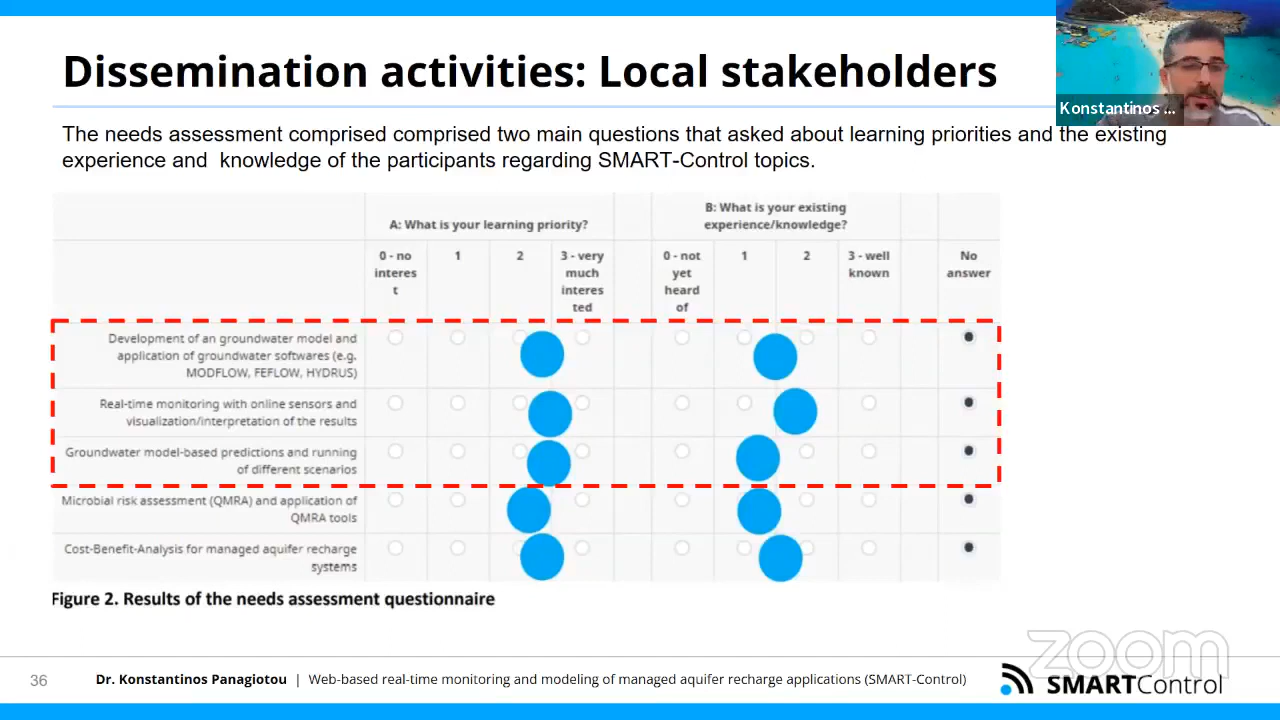 Dissemination activities: Local stakeholders
Konstantinos ...
The needs assessment comprised comprised two main questions that asked about learning priorities and the existing
experience and knowledge of the participants regarding SMART-Control topics.
A: What is your learning priority?
B: What is your existing
experience/knowledge?
0 - no
interes
t
1
2
3 - very
much
interes
ted
0 - not
yet
heard
of
1
2
3 - well
known
No
answer
Development of an groundwater model and
application of groundwater softwares (e.g.
MODFLOW, FEFLOW, HYDRUS)
Real-time monitoring with online sensors and
visualization/interpretation of the results
Groundwater model-based predictions and running
of different scenarios
Microbial risk assessment (QMRA) and application of
QMRA tools
Cost-Benefit-Analysis for managed aquifer recharge
systems
Figure 2. Results of the needs assessment questionnaire
zoom
36
Dr. Konstantinos Panagiotou | Web-based real-time monitoring and modeling of managed aquifer recharge applications (SMART-Control)
SMARTControl